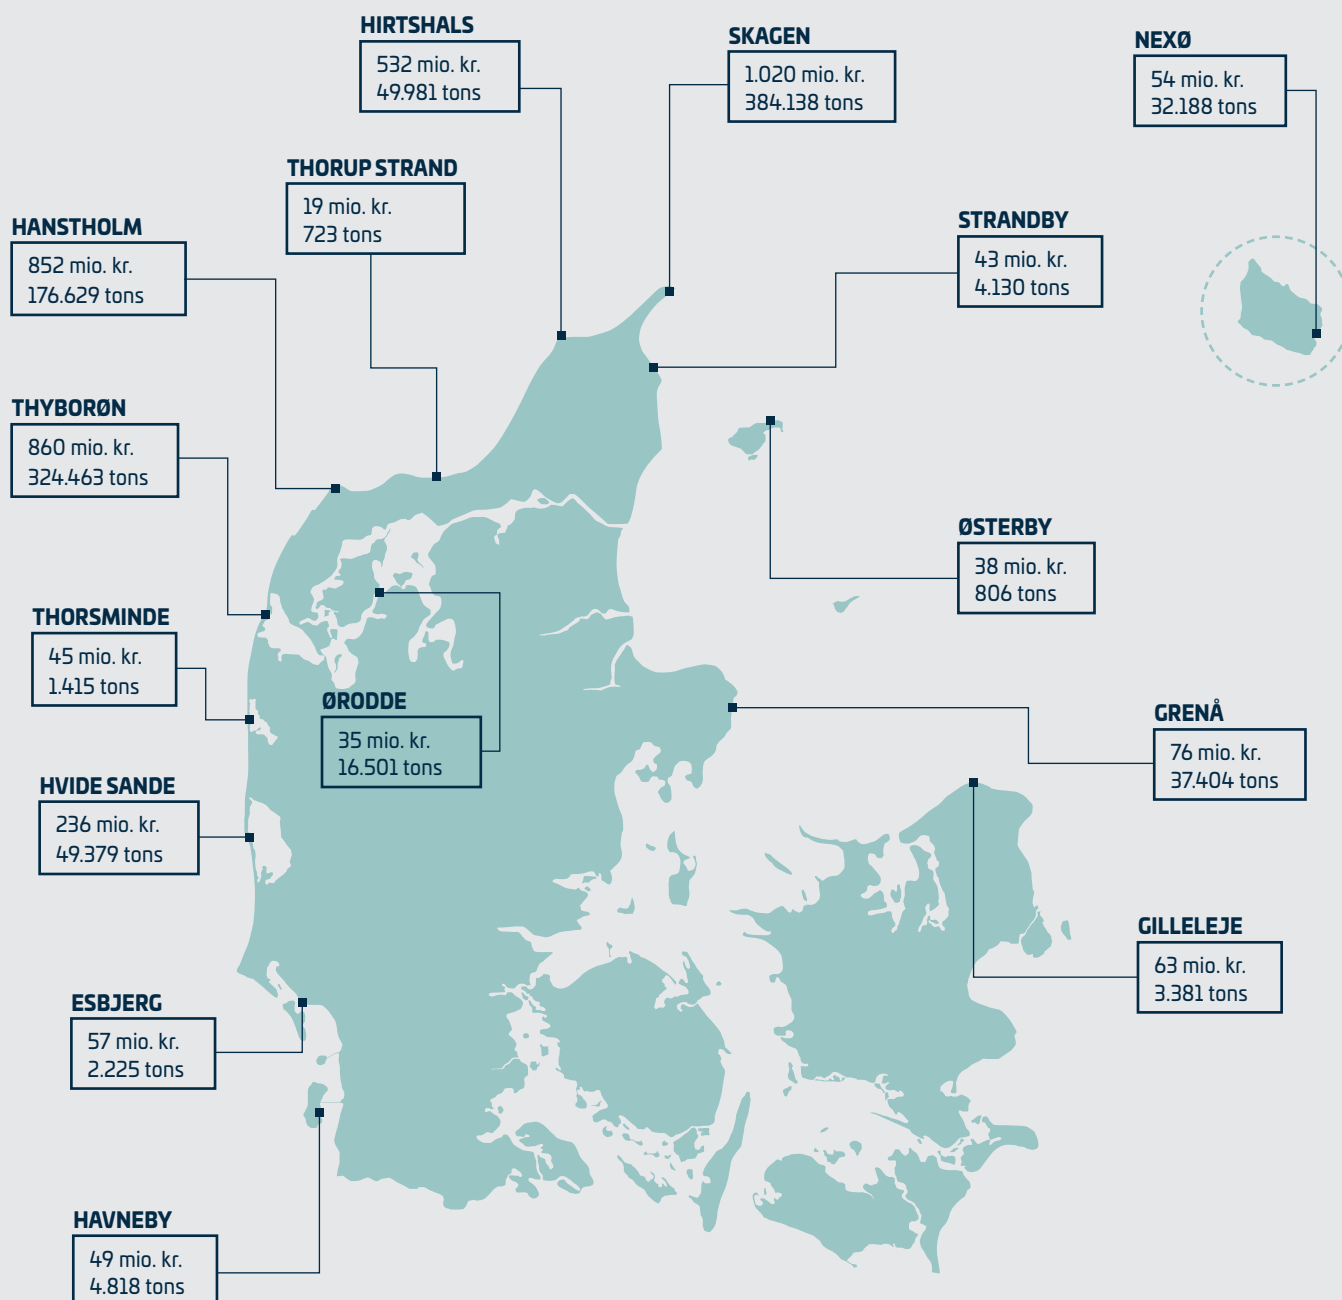 HIRTSHALS
532 mio. kr.
49.981 tons
SKAGEN
1.020 mio. kr.
384.138 tons
NEXØ
54 mio. kr.
32.188 tons
THORUP STRAND
19 mio. kr.
723 tons
HANSTHOLM
852 mio. kr.
176.629 tons
STRANDBY
43 mio. kr.
4.130 tons
THYBORØN
860 mio. kr.
324.463 tons
ØSTERBY
38 mio. kr.
806 tons
THORSMINDE
45 mio. kr.
1.415 tons
ØRODDE
35 mio. kr.
16.501 tons
GRENÅ
76 mio. kr.
37.404 tons
HVIDE SANDE
236 mio. kr.
49.379 tons
GILLELEJE
63 mio. kr.
3.381 tons
ESBJERG
57 mio. kr.
2.225 tons
HAVNEBY
49 mio. kr.
4.818 tons